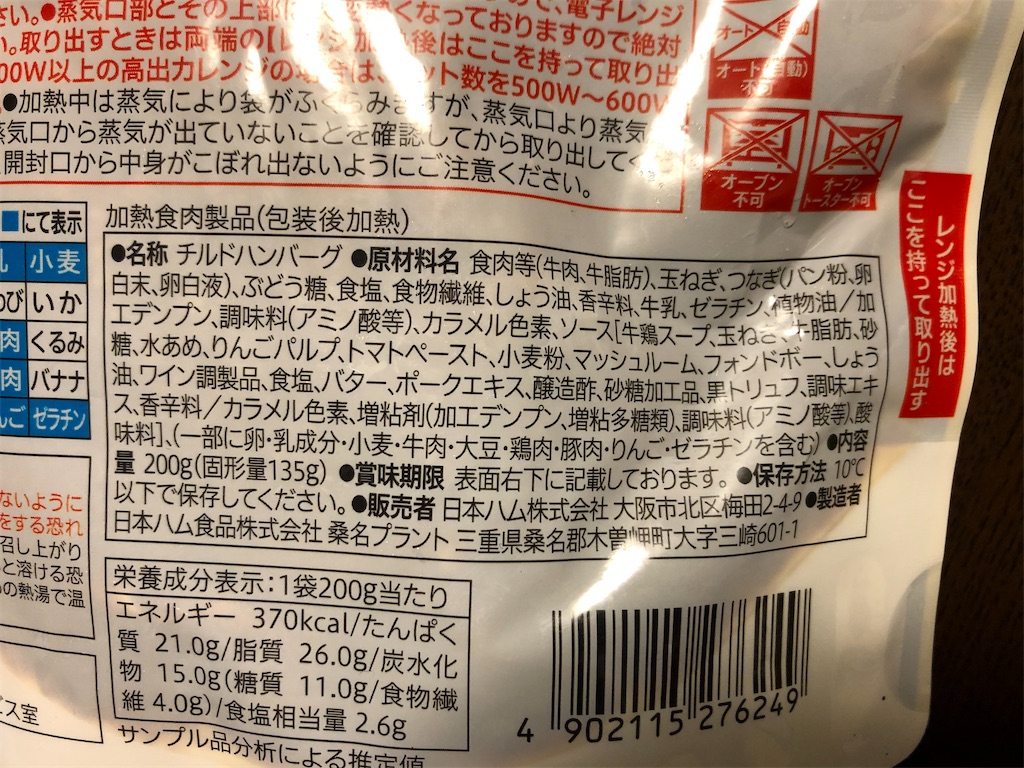 さい。●蒸気口部とその上部は
熱くなっておりますので、電子レンジ
い。取り出すときは両端の【レンジ加熱後はここを持って取り出
00W以上の高出力レンジの場合は、ワット数を500W〜600W
●加熱中は蒸気により袋がふくらみますが、蒸気口より蒸気
蒸気口から蒸気が出ていないことを確認してから取り出して
開封口から中身がこぼれ出ないようにご注意ください。
オート(自動)
不可
オーブン
不可
オーブン
トースター不可
レンジ加熱後は
ここを持って取り出す
■にて表示
乳 小麦
わび いか
肉 くるみ
肉 バナナ
んご ゼラチン
加熱食肉製品(包装後加熱)
●名称 チルドハンバーグ ●原材料名 食肉等(牛肉、牛脂肪)、玉ねぎ、つなぎ(パン粉、卵
白末、卵白液)、ぶどう糖、食塩、食物繊維、しょう油、香辛料、牛乳、ゼラチン、植物油/加
工デンプン、調味料(アミノ酸等)、カラメル色素、ソース[牛鶏スープ、玉ねぎ、牛脂肪、砂
糖、水あめ、りんごパルプ、トマトペースト、小麦粉、マッシュルーム、フォンドボー、しょう
油、ワイン調製品、食塩、バター、ポークエキス、醸造酢、砂糖加工品、黒トリュフ、調味エキ
ス、香辛料/カラメル色素、増粘剤(加工デンプン、増粘多糖類)、調味料(アミノ酸等)、酸
味料]、(一部に卵・乳成分・小麦・牛肉・大豆・鶏肉・豚肉・りんご・ゼラチンを含む) ●内容
量 200g(固形量135g) ●賞味期限 表面右下に記載しております。 ●保存方法 10℃
以下で保存してください。 ●販売者 日本ハム株式会社 大阪市北区梅田2-4-9 ●製造者
日本ハム食品株式会社 桑名プラント 三重県桑名郡木曽岬町大字三崎601-1
ないように
をする恐れ
召し上がり
と溶ける恐
の熱湯で温
ビス室
栄養成分表示:1袋200g当たり
エネルギー 370kcal/たんぱく
質 21.0g/脂質 26.0g/炭水化
物 15.0g(糖質 11.0g/食物繊
維 4.0g)/食塩相当量 2.6g
サンプル品分析による推定値
4 902115 276249